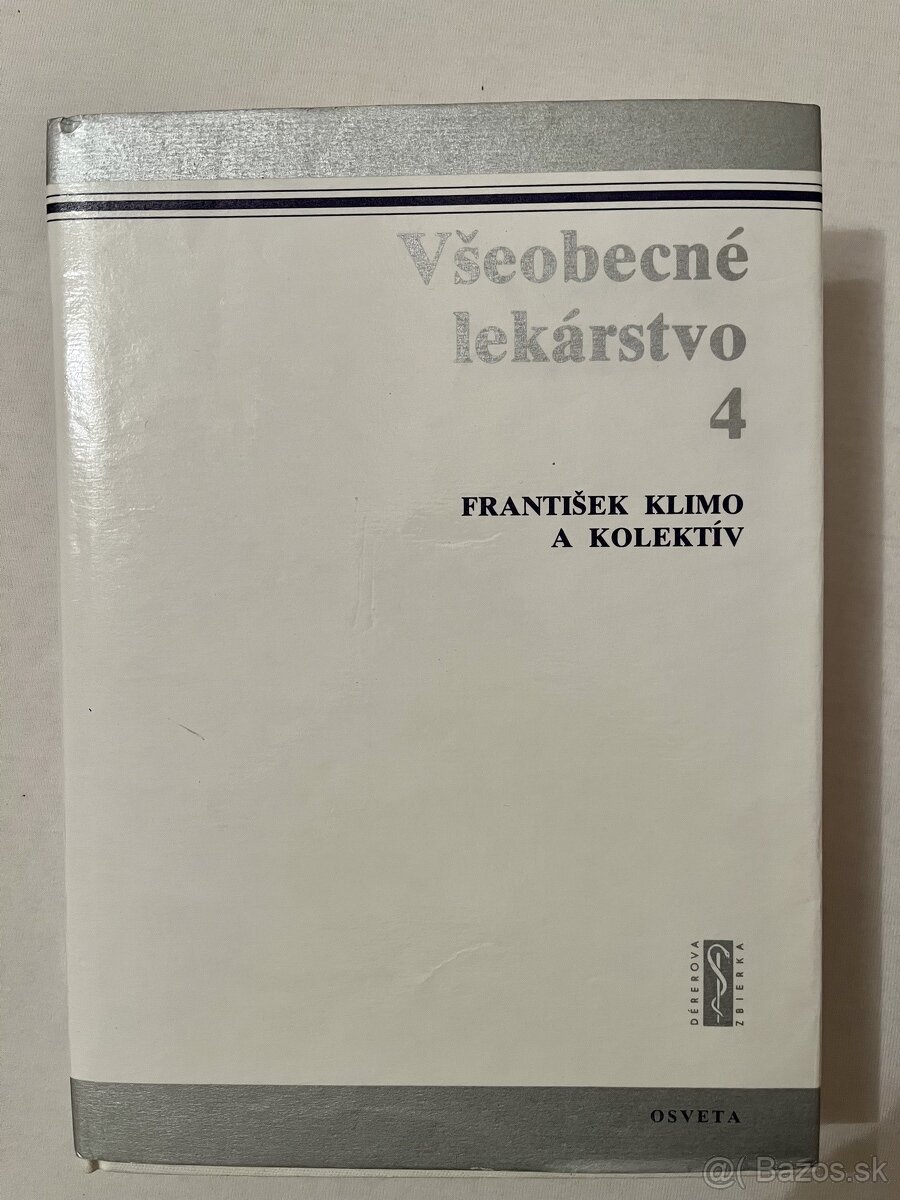 Všeobecné
lekárstvo
4
FRANTIŠEK KLIMO
A KOLEKTÍV
DÉREROVA
ZBIERKA
OSVETA
@( Bazos.sk